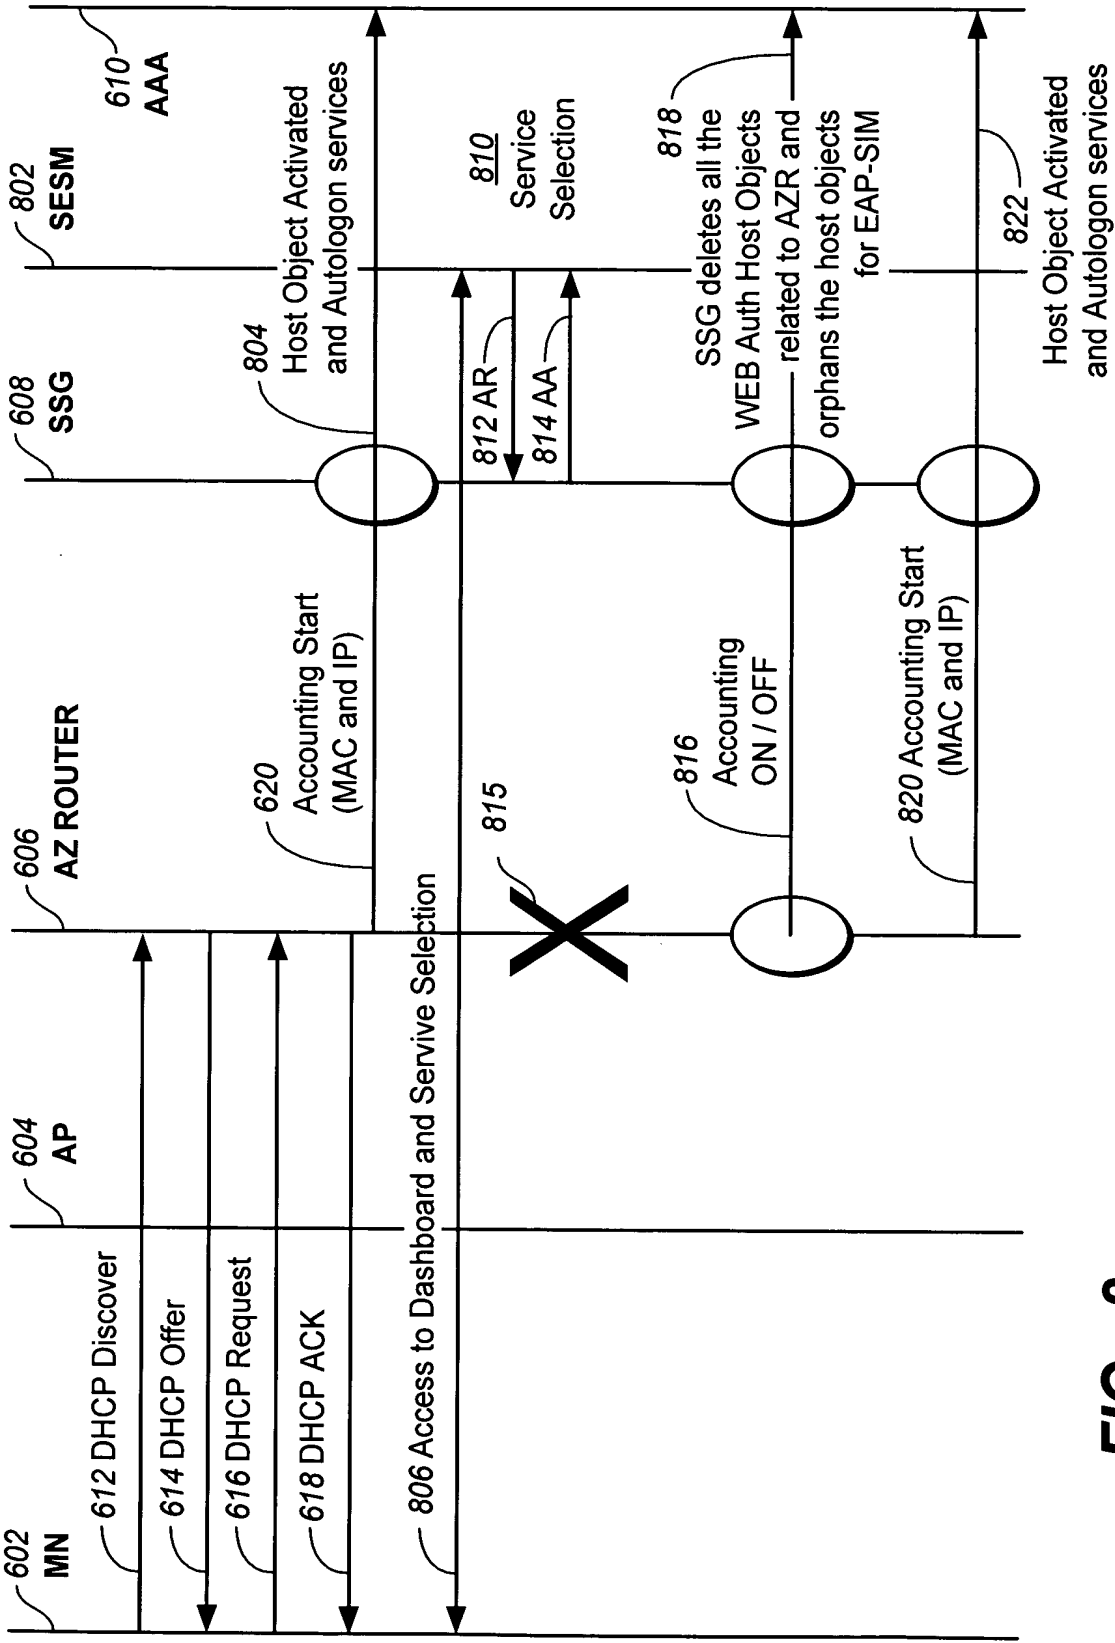 602
MN
604
AP
606
AZ ROUTER
608
SSG
802
SESM
610
AAA
612 DHCP Discover
614 DHCP Offer
616 DHCP Request
618 DHCP ACK
620
Accounting Start
(MAC and IP)
804
Host Object Activated
and Autologon services
806 Access to Dashboard and Servive Selection
812 AR
814 AA
810
Service
Selection
815
816
Accounting
ON / OFF
818
SSG deletes all the
WEB Auth Host Objects
related to AZR and
orphans the host objects
for EAP-SIM
820 Accounting Start
(MAC and IP)
822
Host Object Activated
and Autologon services
FIG.